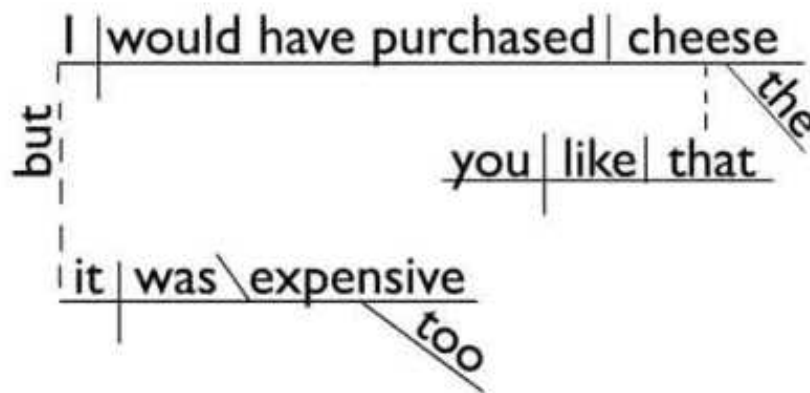 I would have purchased cheese
the
but
you like that
it was expensive
too